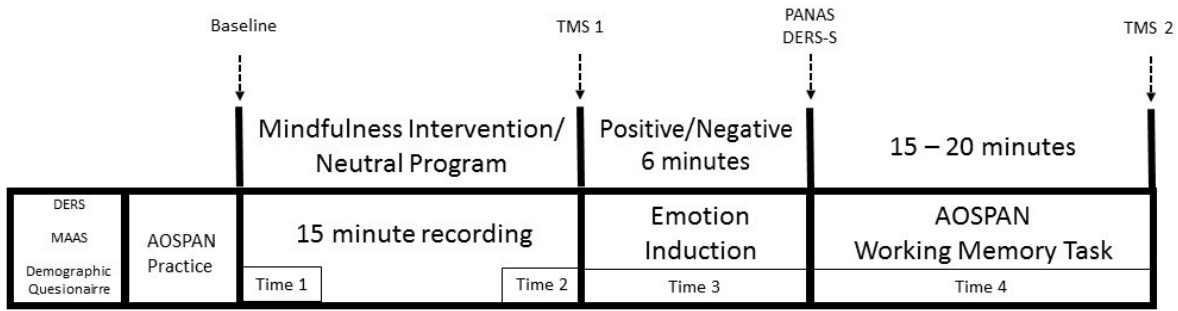 Baseline
TMS 1
PANAS
DERS-S
TMS 2
Mindfulness Intervention/
Neutral Program
Positive/Negative
6 minutes
15 – 20 minutes
DERS
MAAS
Demographic
Quesionairre
AOSPAN
Practice
15 minute recording
Time 1
Time 2
Emotion
Induction
Time 3
AOSPAN
Working Memory Task
Time 4